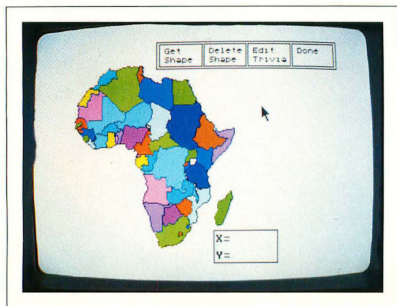 Get Shape
Delete Shape
Edit Trivia
Done
X=
Y=